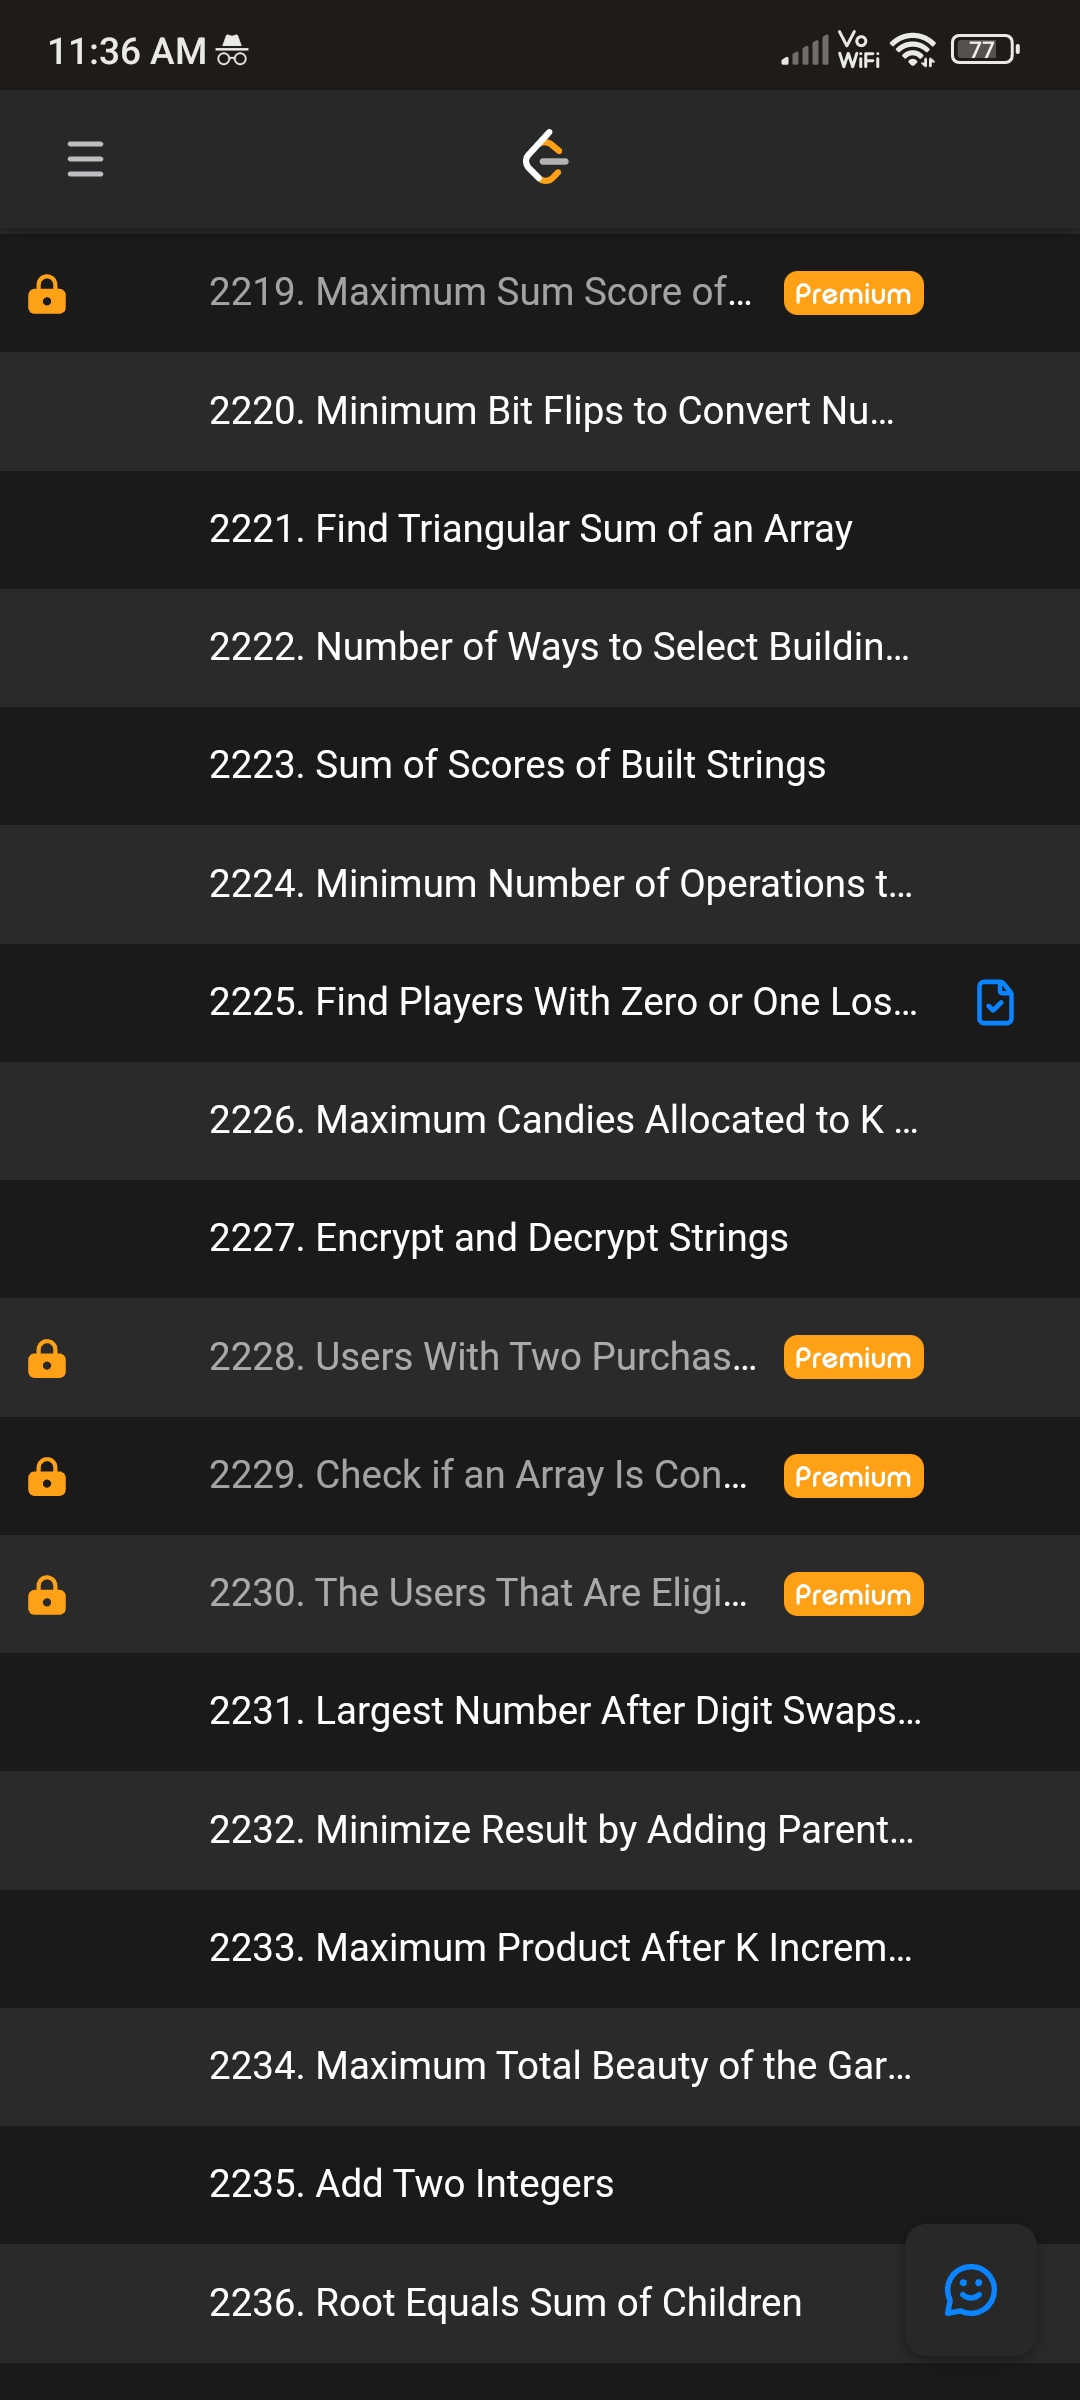 11:36 AM
Vo
WiFi
77
2219. Maximum Sum Score of...
Premium
2220. Minimum Bit Flips to Convert Nu...
2221. Find Triangular Sum of an Array
2222. Number of Ways to Select Buildin...
2223. Sum of Scores of Built Strings
2224. Minimum Number of Operations t...
2225. Find Players With Zero or One Los...
2226. Maximum Candies Allocated to K ...
2227. Encrypt and Decrypt Strings
2228. Users With Two Purchas...
Premium
2229. Check if an Array Is Con...
Premium
2230. The Users That Are Eligi...
Premium
2231. Largest Number After Digit Swaps...
2232. Minimize Result by Adding Parent...
2233. Maximum Product After K Increm...
2234. Maximum Total Beauty of the Gar...
2235. Add Two Integers
2236. Root Equals Sum of Children